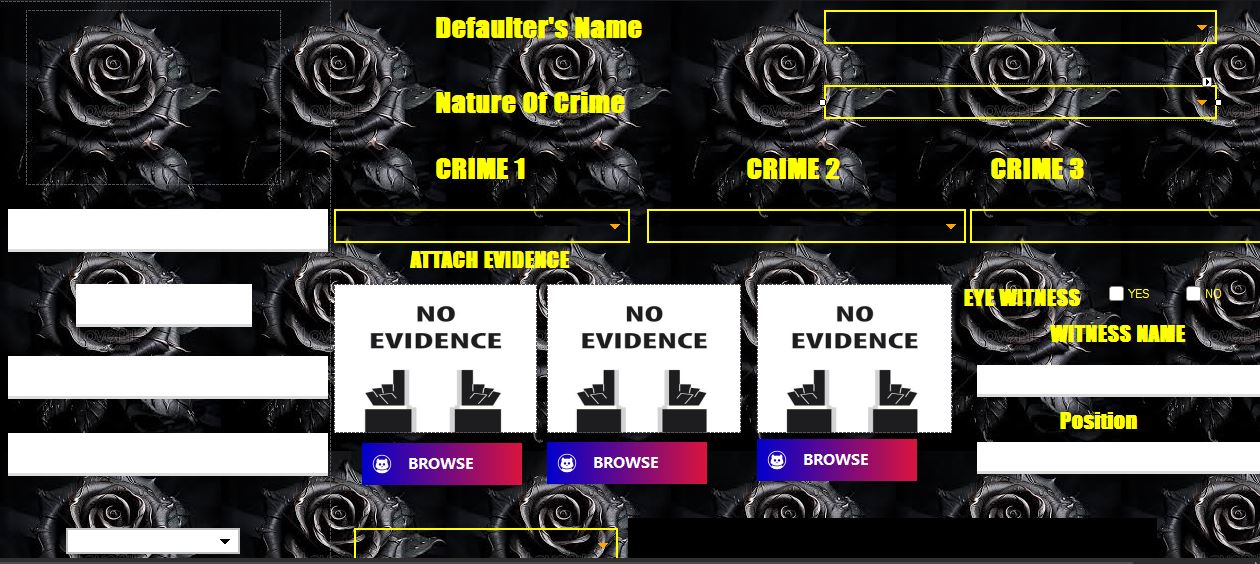 Defaulter's Name
Nature Of Crime
CRIME 1
CRIME 2
CRIME 3
ATTACH EVIDENCE
NO
EVIDENCE
NO
EVIDENCE
NO
EVIDENCE
EYE WITNESS
YES
NO
WITNESS NAME
Position
BROWSE
BROWSE
BROWSE